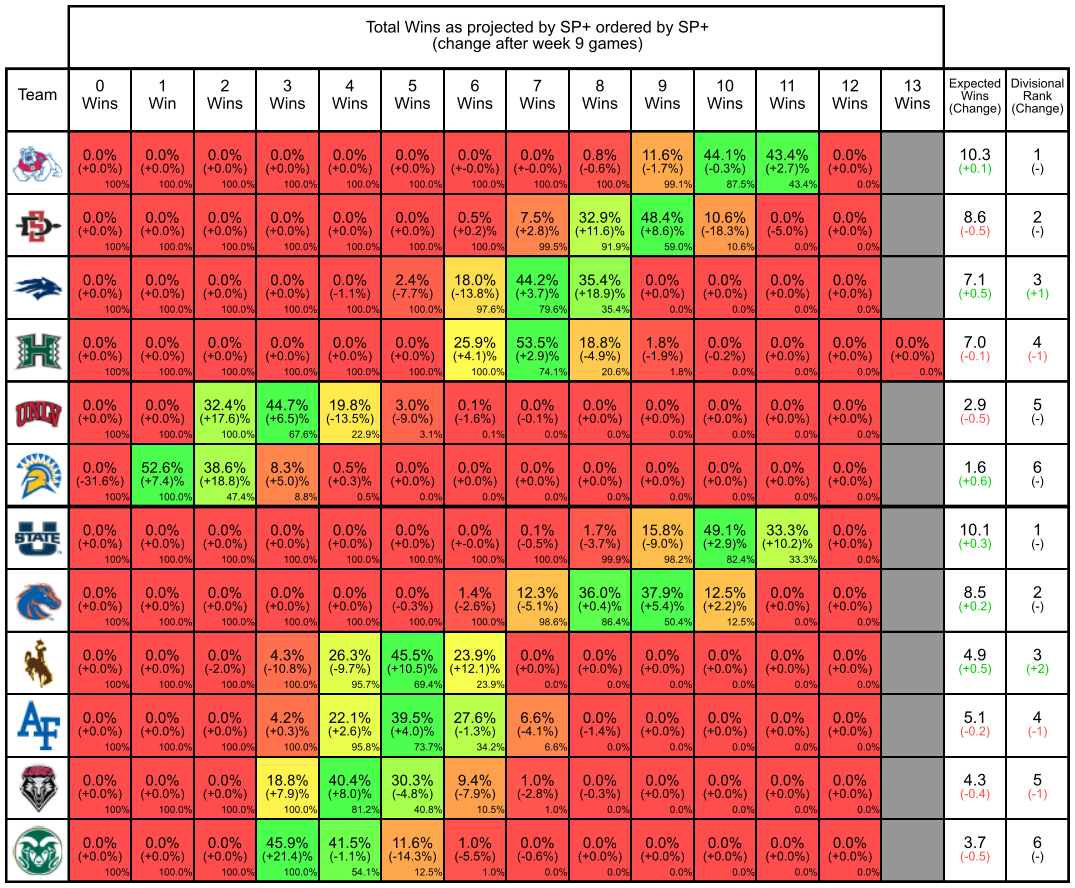 Total Wins as projected by SP+ ordered by SP+
(change after week 9 games)
Team 0 Wins 1 Win 2 Wins 3 Wins 4 Wins 5 Wins 6 Wins 7 Wins 8 Wins 9 Wins 10 Wins 11 Wins 12 Wins 13 Wins Expected Wins (Change) Divisional Rank (Change)
0.0% 0.0% 0.0% 0.0% 0.0% 0.0% 0.0% 0.0% 0.8% 11.6% 44.1% 43.4% 0.0% 10.3 1
(+0.0%) (+0.0%) (+0.0%) (+0.0%) (+0.0%) (+0.0%) (+-0.0%) (+-0.0%) (-0.6%) (-1.7%) (-0.3%) (+2.7)% (+0.0%) (+0.1) (-)
100% 100.0% 100.0% 100.0% 100.0% 100.0% 100.0% 100.0% 100.0% 99.1% 87.5% 43.4% 0.0%
SD 0.0% 0.0% 0.0% 0.0% 0.0% 0.0% 0.5% 7.5% 32.9% 48.4% 10.6% 0.0% 0.0% 8.6 2
(+0.0%) (+0.0%) (+0.0%) (+0.0%) (+0.0%) (+0.0%) (+0.2)% (+2.8)% (+11.6)% (+8.6)% (-18.3%) (-5.0%) (+0.0%) (-0.5) (-)
100% 100.0% 100.0% 100.0% 100.0% 100.0% 100.0% 99.5% 91.9% 59.0% 10.6% 0.0% 0.0%
0.0% 0.0% 0.0% 0.0% 0.0% 2.4% 18.0% 44.2% 35.4% 0.0% 0.0% 0.0% 0.0% 7.1 3
(+0.0%) (+0.0%) (+0.0%) (+0.0%) (-1.1%) (-7.7%) (-13.8%) (+3.7)% (+18.9)% (+0.0%) (+0.0%) (+0.0%) (+0.0%) (+0.5) (+1)
100% 100.0% 100.0% 100.0% 100.0% 100.0% 97.6% 79.6% 35.4% 0.0% 0.0% 0.0% 0.0%
H 0.0% 0.0% 0.0% 0.0% 0.0% 0.0% 25.9% 53.5% 18.8% 1.8% 0.0% 0.0% 0.0% 0.0% 7.0 4
(+0.0%) (+0.0%) (+0.0%) (+0.0%) (+0.0%) (+0.0%) (+4.1)% (+2.9)% (-4.9%) (-1.9%) (-0.2%) (+0.0%) (+0.0%) (+0.0%) (-0.1) (-1)
100% 100.0% 100.0% 100.0% 100.0% 100.0% 100.0% 74.1% 20.6% 1.8% 0.0% 0.0% 0.0% 0.0%
UNLV 0.0% 0.0% 32.4% 44.7% 19.8% 3.0% 0.1% 0.0% 0.0% 0.0% 0.0% 0.0% 0.0% 2.9 5
(+0.0%) (+0.0%) (+17.6)% (+6.5)% (-13.5%) (-9.0%) (-1.6%) (-0.1%) (+0.0%) (+0.0%) (+0.0%) (+0.0%) (+0.0%) (-0.5) (-)
100% 100.0% 100.0% 67.6% 22.9% 3.1% 0.1% 0.0% 0.0% 0.0% 0.0% 0.0% 0.0%
0.0% 52.6% 38.6% 8.3% 0.5% 0.0% 0.0% 0.0% 0.0% 0.0% 0.0% 0.0% 0.0% 1.6 6
(-31.6%) (+7.4)% (+18.8)% (+5.0)% (+0.3)% (+0.0%) (+0.0%) (+0.0%) (+0.0%) (+0.0%) (+0.0%) (+0.0%) (+0.0%) (+0.6) (-)
100% 100.0% 47.4% 8.8% 0.5% 0.0% 0.0% 0.0% 0.0% 0.0% 0.0% 0.0% 0.0%
U STATE 0.0% 0.0% 0.0% 0.0% 0.0% 0.0% 0.0% 0.1% 1.7% 15.8% 49.1% 33.3% 0.0% 10.1 1
(+0.0%) (+0.0%) (+0.0%) (+0.0%) (+0.0%) (+0.0%) (+-0.0%) (-0.5%) (-3.7%) (-9.0%) (+2.9)% (+10.2)% (+0.0%) (+0.3) (-)
100% 100.0% 100.0% 100.0% 100.0% 100.0% 100.0% 100.0% 99.9% 98.2% 82.4% 33.3% 0.0%
0.0% 0.0% 0.0% 0.0% 0.0% 0.0% 1.4% 12.3% 36.0% 37.9% 12.5% 0.0% 0.0% 8.5 2
(+0.0%) (+0.0%) (+0.0%) (+0.0%) (+0.0%) (-0.3%) (-2.6%) (-5.1%) (+0.4)% (+5.4)% (+2.2)% (+0.0%) (+0.0%) (+0.2) (-)
100% 100.0% 100.0% 100.0% 100.0% 100.0% 100.0% 98.6% 86.4% 50.4% 12.5% 0.0% 0.0%
0.0% 0.0% 0.0% 4.3% 26.3% 45.5% 23.9% 0.0% 0.0% 0.0% 0.0% 0.0% 0.0% 4.9 3
(+0.0%) (+0.0%) (-2.0%) (-10.8%) (-9.7%) (+10.5)% (+12.1)% (+0.0%) (+0.0%) (+0.0%) (+0.0%) (+0.0%) (+0.0%) (+0.5) (+2)
100% 100.0% 100.0% 100.0% 95.7% 69.4% 23.9% 0.0% 0.0% 0.0% 0.0% 0.0% 0.0%
AF 0.0% 0.0% 0.0% 4.2% 22.1% 39.5% 27.6% 6.6% 0.0% 0.0% 0.0% 0.0% 0.0% 5.1 4
(+0.0%) (+0.0%) (+0.0%) (+0.3)% (+2.6)% (+4.0)% (-1.3%) (-4.1%) (-1.4%) (+0.0%) (+0.0%) (+0.0%) (+0.0%) (-0.2) (-1)
100% 100.0% 100.0% 100.0% 95.8% 73.7% 34.2% 6.6% 0.0% 0.0% 0.0% 0.0% 0.0%
0.0% 0.0% 0.0% 18.8% 40.4% 30.3% 9.4% 1.0% 0.0% 0.0% 0.0% 0.0% 0.0% 4.3 5
(+0.0%) (+0.0%) (+0.0%) (+7.9)% (+8.0)% (-4.8%) (-7.9%) (-2.8%) (-0.3%) (+0.0%) (+0.0%) (+0.0%) (+0.0%) (-0.4) (-1)
100% 100.0% 100.0% 100.0% 81.2% 40.8% 10.5% 1.0% 0.0% 0.0% 0.0% 0.0% 0.0%
0.0% 0.0% 0.0% 45.9% 41.5% 11.6% 1.0% 0.0% 0.0% 0.0% 0.0% 0.0% 0.0% 3.7 6
(+0.0%) (+0.0%) (+0.0%) (+21.4)% (-1.1%) (-14.3%) (-5.5%) (-0.6%) (+0.0%) (+0.0%) (+0.0%) (+0.0%) (+0.0%) (-0.5) (-)
100% 100.0% 100.0% 100.0% 54.1% 12.5% 1.0% 0.0% 0.0% 0.0% 0.0% 0.0% 0.0%